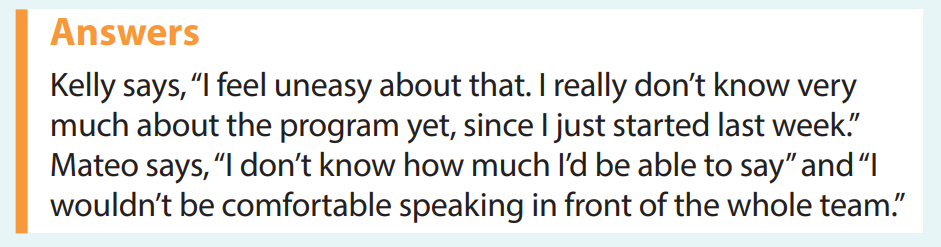 Answers
Kelly says, “I feel uneasy about that. I really don’t know very
much about the program yet, since I just started last week.”
Mateo says, “I don’t know how much I’d be able to say” and “I
wouldn’t be comfortable speaking in front of the whole team.”